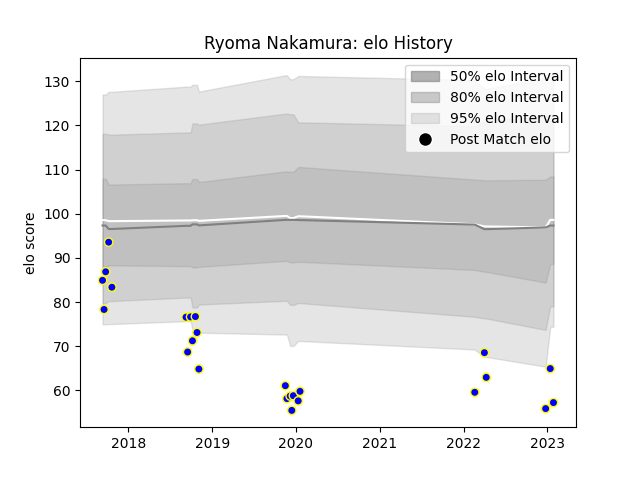 Ryoma Nakamura: elo History
50% elo Interval
80% elo Interval
95% elo Interval
Post Match elo
elo score
130
120
110
100
90
80
70
60
2018
2019
2020
2021
2022
2023